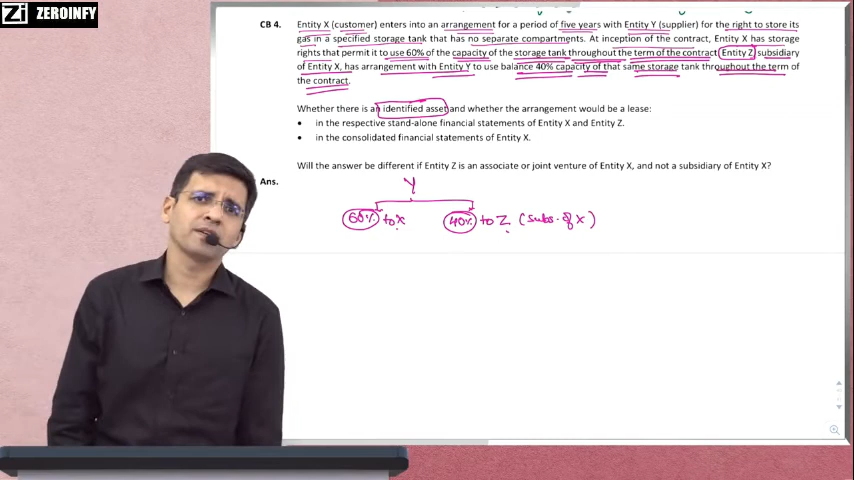 Zi ZEROINFY
CB 4. Entity X (customer) enters into an arrangement for a period of five years with Entity Y (supplier) for the right to store its
gas in a specified storage tank that has no separate compartments. At inception of the contract, Entity X has storage
rights that permit it to use 60% of the capacity of the storage tank throughout the term of the contract. Entity Z, subsidiary
of Entity X, has arrangement with Entity Y to use balance 40% capacity of that same storage tank throughout the term of
the contract.
Whether there is an identified asset and whether the arrangement would be a lease:
• in the respective stand-alone financial statements of Entity X and Entity Z.
• in the consolidated financial statements of Entity X.
Will the answer be different if Entity Z is an associate or joint venture of Entity X, and not a subsidiary of Entity X?
Ans.
Y
60% to X 40% to Z (Subs. of X)